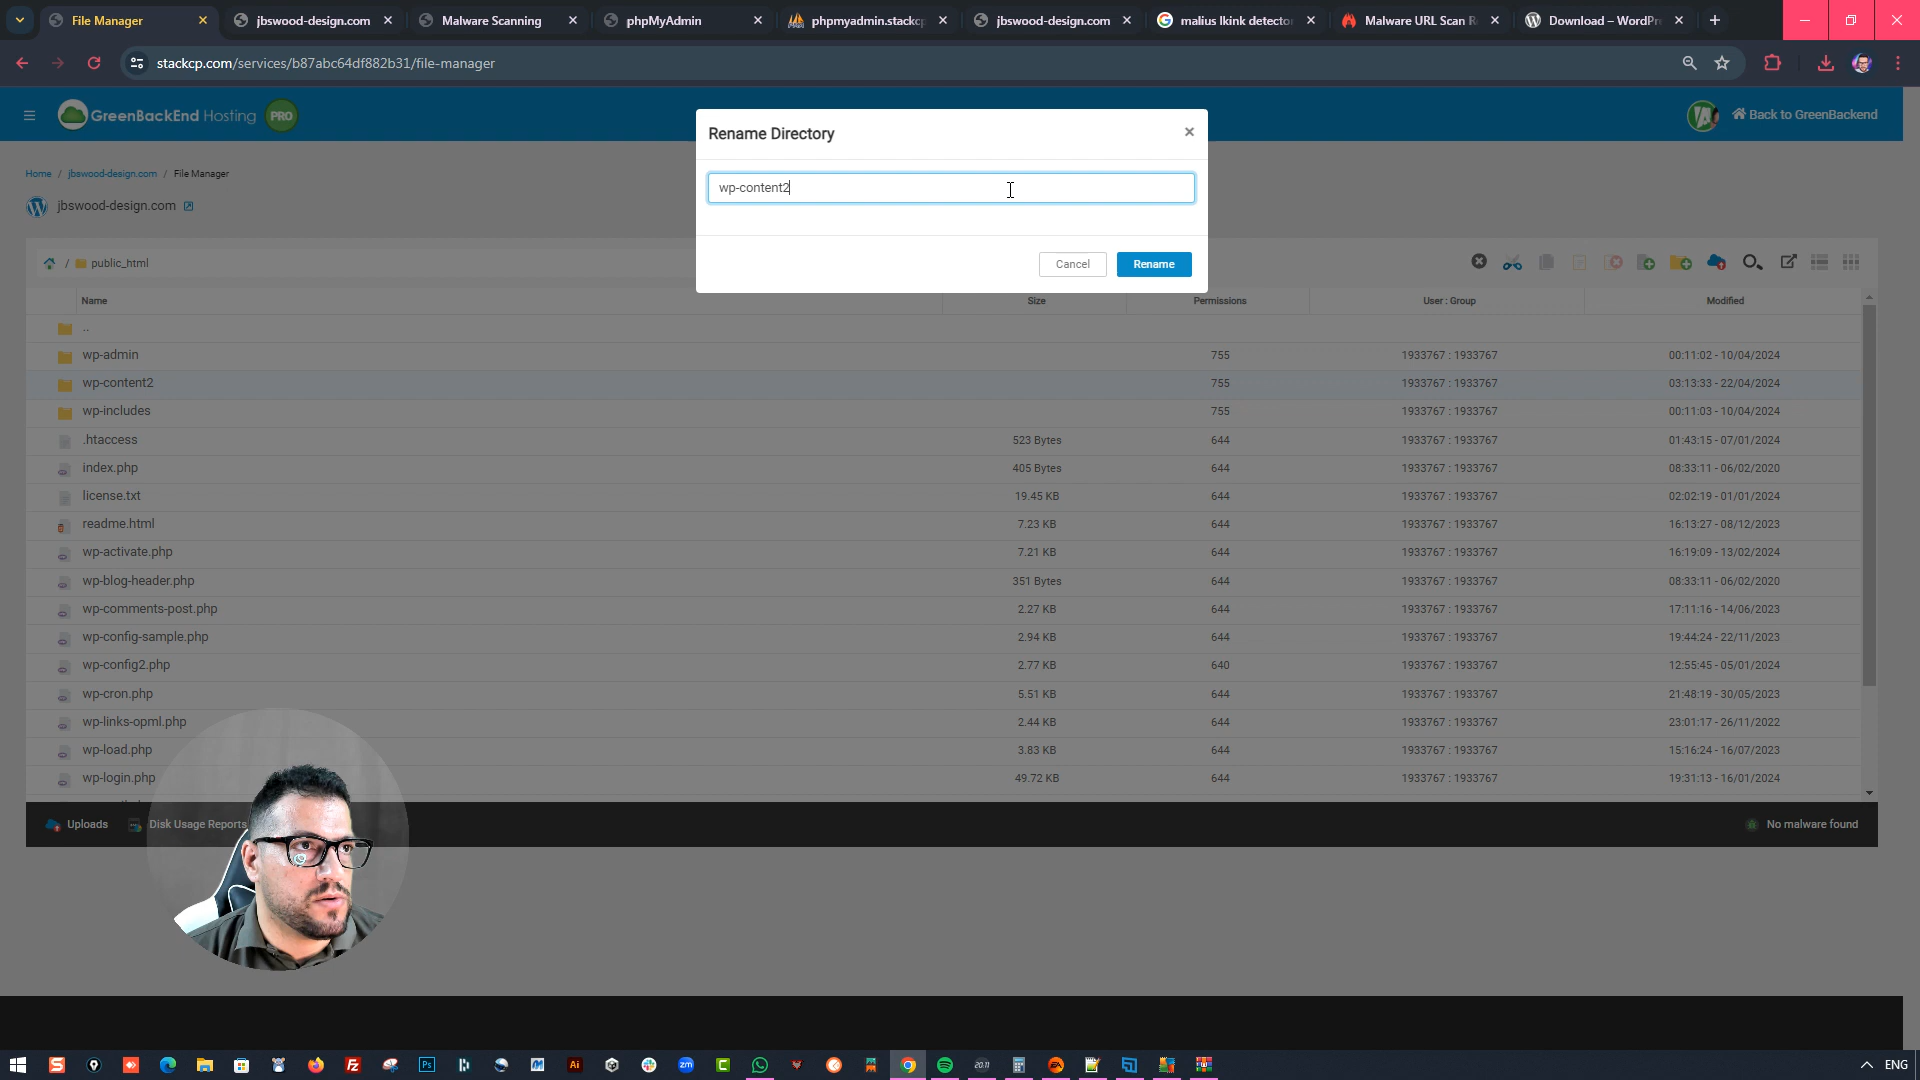 File Manager
jbswood-design.com
Malware Scanning
phpMyAdmin
phpmyadmin.stackcp
jbswood-design.com
malius lkink detector
Malware URL Scan R
Download – WordPr
stackcp.com/services/b87abc64df882b31/file-manager
GreenBackEnd Hosting PRO
Back to GreenBackend
Rename Directory
wp-content2
Cancel
Rename
Home / jbswood-design.com / File Manager
jbswood-design.com
/ public_html
Name Size Permissions User : Group Modified
..
wp-admin 755 1933767 : 1933767 00:11:02 - 10/04/2024
wp-content2 755 1933767 : 1933767 03:13:33 - 22/04/2024
wp-includes 755 1933767 : 1933767 00:11:03 - 10/04/2024
.htaccess 523 Bytes 644 1933767 : 1933767 01:43:15 - 07/01/2024
index.php 405 Bytes 644 1933767 : 1933767 08:33:11 - 06/02/2020
license.txt 19.45 KB 644 1933767 : 1933767 02:02:19 - 01/01/2024
readme.html 7.23 KB 644 1933767 : 1933767 16:13:27 - 08/12/2023
wp-activate.php 7.21 KB 644 1933767 : 1933767 16:19:09 - 13/02/2024
wp-blog-header.php 351 Bytes 644 1933767 : 1933767 08:33:11 - 06/02/2020
wp-comments-post.php 2.27 KB 644 1933767 : 1933767 17:11:16 - 14/06/2023
wp-config-sample.php 2.94 KB 644 1933767 : 1933767 19:44:24 - 22/11/2023
wp-config2.php 2.77 KB 640 1933767 : 1933767 12:55:45 - 05/01/2024
wp-cron.php 5.51 KB 644 1933767 : 1933767 21:48:19 - 30/05/2023
wp-links-opml.php 2.44 KB 644 1933767 : 1933767 23:01:17 - 26/11/2022
wp-load.php 3.83 KB 644 1933767 : 1933767 15:16:24 - 16/07/2023
wp-login.php 49.72 KB 644 1933767 : 1933767 19:31:13 - 16/01/2024
Uploads
Disk Usage Reports
No malware found
ENG